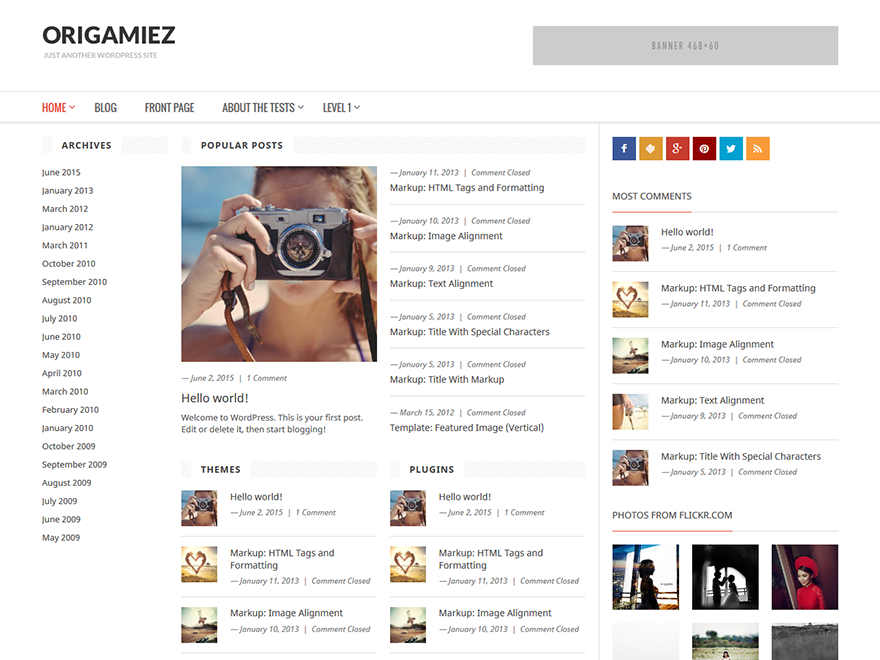 ORIGAMIEZ
JUST ANOTHER WORDPRESS SITE
BANNER 468×60
HOME
BLOG
FRONT PAGE
ABOUT THE TESTS
LEVEL 1
ARCHIVES
June 2015
January 2013
March 2012
January 2012
March 2011
October 2010
September 2010
August 2010
July 2010
June 2010
May 2010
April 2010
March 2010
February 2010
January 2010
October 2009
September 2009
August 2009
July 2009
June 2009
May 2009
POPULAR POSTS
— June 2, 2015 | 1 Comment
Hello world!
Welcome to WordPress. This is your first post.
Edit or delete it, then start blogging!
— January 11, 2013 | Comment Closed
Markup: HTML Tags and Formatting
— January 10, 2013 | Comment Closed
Markup: Image Alignment
— January 9, 2013 | Comment Closed
Markup: Text Alignment
— January 5, 2013 | Comment Closed
Markup: Title With Special Characters
— January 5, 2013 | Comment Closed
Markup: Title With Markup
— March 15, 2012 | Comment Closed
Template: Featured Image (Vertical)
THEMES
Hello world!
— June 2, 2015 | 1 Comment
Markup: HTML Tags and
Formatting
— January 11, 2013 | Comment Closed
Markup: Image Alignment
— January 10, 2013 | Comment Closed
PLUGINS
Hello world!
— June 2, 2015 | 1 Comment
Markup: HTML Tags and
Formatting
— January 11, 2013 | Comment Closed
Markup: Image Alignment
— January 10, 2013 | Comment Closed
MOST COMMENTS
Hello world!
— June 2, 2015 | 1 Comment
Markup: HTML Tags and Formatting
— January 11, 2013 | Comment Closed
Markup: Image Alignment
— January 10, 2013 | Comment Closed
Markup: Text Alignment
— January 9, 2013 | Comment Closed
Markup: Title With Special Characters
— January 5, 2013 | Comment Closed
PHOTOS FROM FLICKR.COM